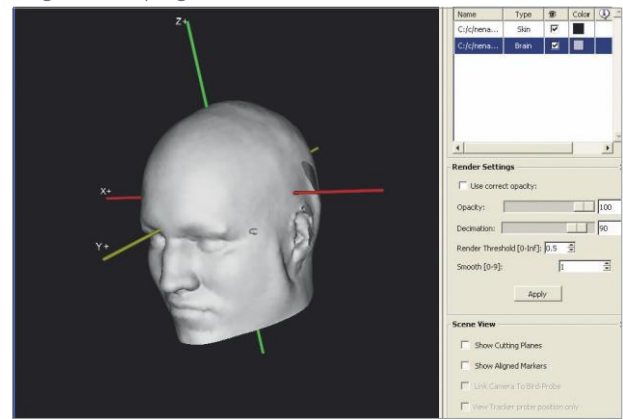 Name Type Color
C:/c/nena... Skin
C:/c/nena... Brain
Z+
X+
Y+
Render Settings
Use correct opacity:
Opacity: 100
Decimation: 90
Render Threshold [0-Inf]: 0.5
Smooth [0-9]: 1
Apply
Scene View
Show Cutting Planes
Show Aligned Markers
Link Camera To Bird-Probe
View Tracker probe position only